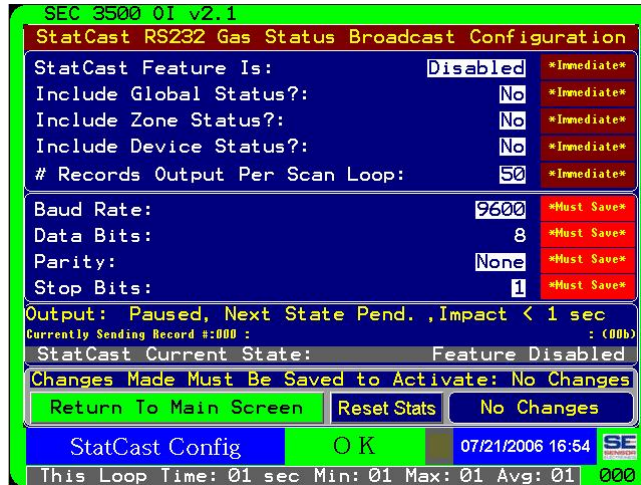 SEC 3500 OI v2.1
StatCast RS232 Gas Status Broadcast Configuration
StatCast Feature Is: Disabled *Immediate*
Include Global Status?: No *Immediate*
Include Zone Status?: No *Immediate*
Include Device Status?: No *Immediate*
# Records Output Per Scan Loop: 50 *Immediate*
Baud Rate: 9600 *Must Save*
Data Bits: 8 *Must Save*
Parity: None *Must Save*
Stop Bits: 1 *Must Save*
Output: Paused, Next State Pend. ,Impact < 1 sec
Currently Sending Record #:000 : : (00b)
StatCast Current State: Feature Disabled
Changes Made Must Be Saved to Activate: No Changes
Return To Main Screen Reset Stats No Changes
StatCast Config OK 07/21/2006 16:54 SE
SENSOR ELECTRONICS
This Loop Time: 01 sec Min: 01 Max: 01 Avg: 01 000